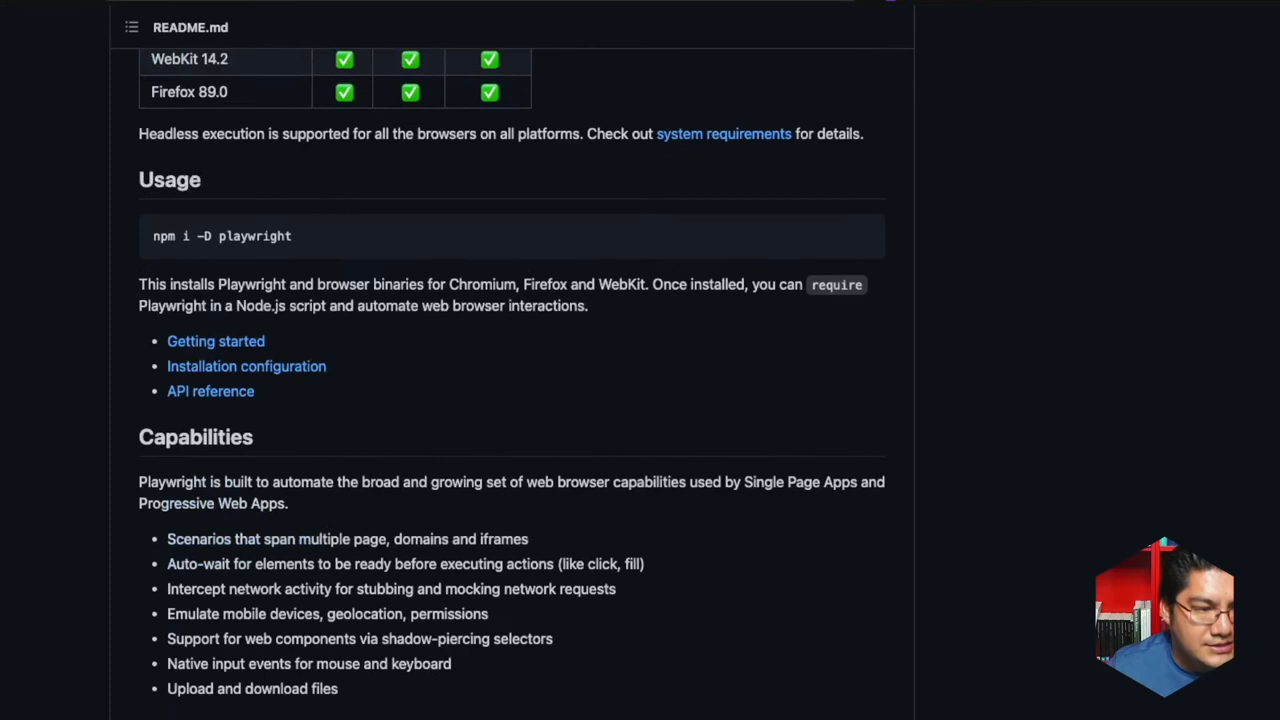 README.md
WebKit 14.2 ✅ ✅ ✅
Firefox 89.0 ✅ ✅ ✅
Headless execution is supported for all the browsers on all platforms. Check out system requirements for details.
Usage
npm i -D playwright
This installs Playwright and browser binaries for Chromium, Firefox and WebKit. Once installed, you can require
Playwright in a Node.js script and automate web browser interactions.
• Getting started
• Installation configuration
• API reference
Capabilities
Playwright is built to automate the broad and growing set of web browser capabilities used by Single Page Apps and
Progressive Web Apps.
• Scenarios that span multiple page, domains and iframes
• Auto-wait for elements to be ready before executing actions (like click, fill)
• Intercept network activity for stubbing and mocking network requests
• Emulate mobile devices, geolocation, permissions
• Support for web components via shadow-piercing selectors
• Native input events for mouse and keyboard
• Upload and download files